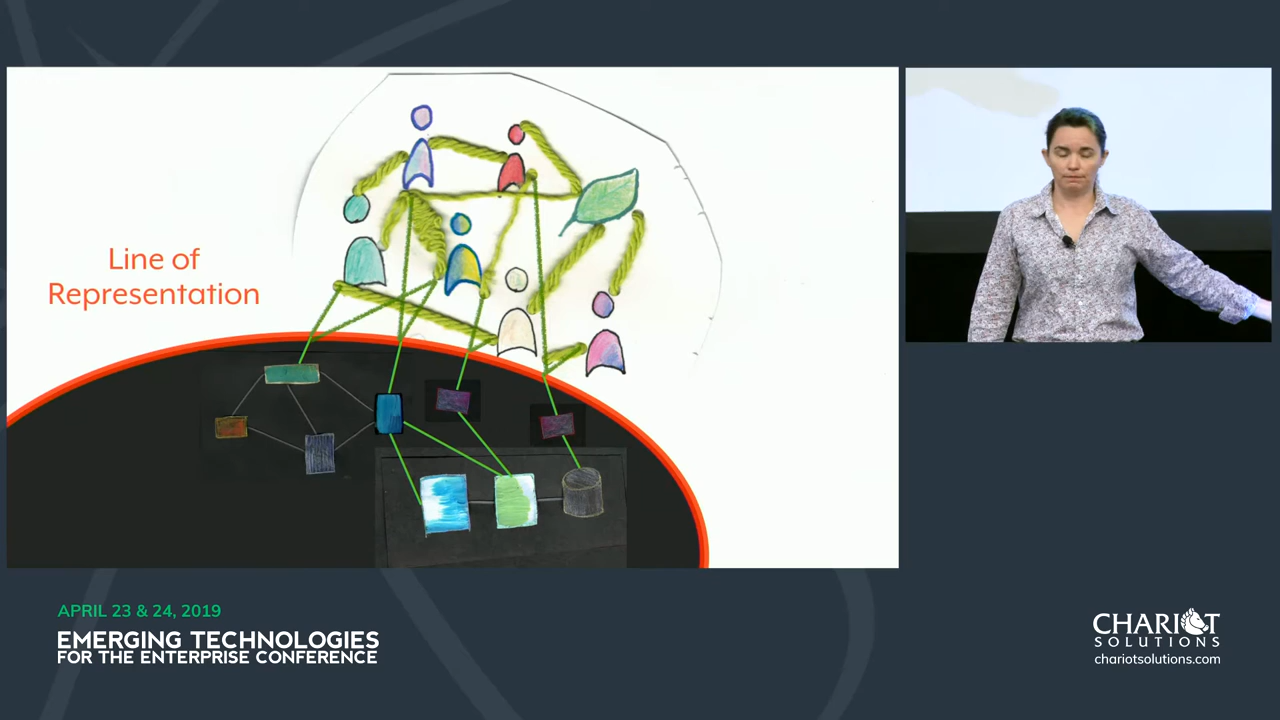 Line of
Representation
APRIL 23 & 24, 2019
EMERGING TECHNOLOGIES
FOR THE ENTERPRISE CONFERENCE
CHARIOT
SOLUTIONS
chariotsolutions.com